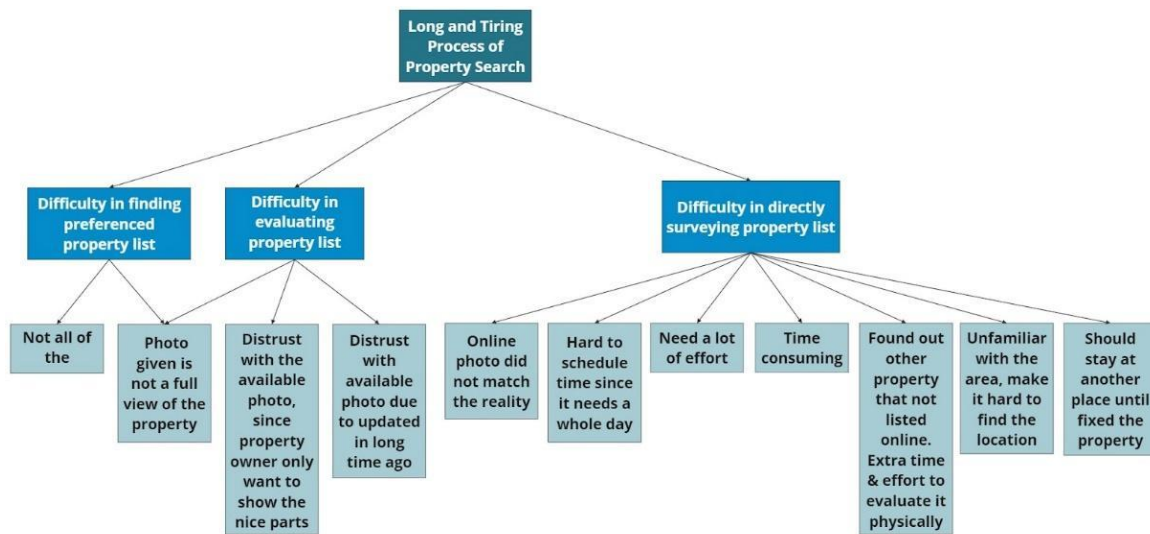 Long and Tiring
Process of
Property Search
Difficulty in finding
preferenced
property list
Difficulty in
evaluating
property list
Difficulty in directly
surveying property list
Not all of
the
Photo
given is
not a full
view of the
property
Distrust
with the
available
photo,
since
property
owner only
want to
show the
nice parts
Distrust
with
available
photo due
to updated
in long
time ago
Online
photo did
not match
the reality
Hard to
schedule
time since
it needs a
whole day
Need a lot
of effort
Time
consuming
Found out
other
property
that not
listed
online.
Extra time
& effort to
evaluate it
physically
Unfamiliar
with the
area, make
it hard to
find the
location
Should
stay at
another
place until
fixed the
property